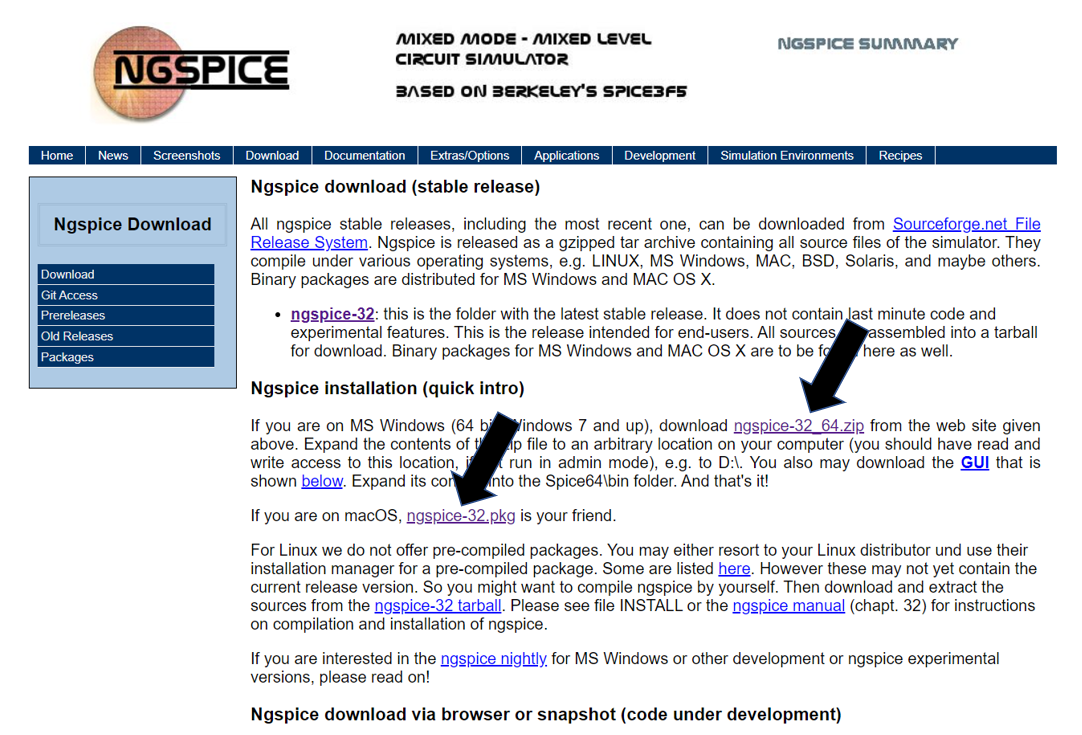 NGSPICE
MIXED MODE - MIXED LEVEL
CIRCUIT SIMULATOR
BASED ON BERKELEY'S SPICE3F5
NGSPICE SUMMARY
Home News Screenshots Download Documentation Extras/Options Applications Development Simulation Environments Recipes
Ngspice Download
Download
Git Access
Prereleases
Old Releases
Packages
Ngspice download (stable release)
All ngspice stable releases, including the most recent one, can be downloaded from Sourceforge.net File
Release System. Ngspice is released as a gzipped tar archive containing all source files of the simulator. They
compile under various operating systems, e.g. LINUX, MS Windows, MAC, BSD, Solaris, and maybe others.
Binary packages are distributed for MS Windows and MAC OS X.
• ngspice-32: this is the folder with the latest stable release. It does not contain last minute code and
experimental features. This is the release intended for end-users. All sources assembled into a tarball
for download. Binary packages for MS Windows and MAC OS X are to be here as well.
Ngspice installation (quick intro)
If you are on MS Windows (64 Windows 7 and up), download ngspice-32_64.zip from the web site given
above. Expand the contents of file to an arbitrary location on your computer (you should have read and
write access to this location, run in admin mode), e.g. to D:\. You also may download the GUI that is
shown below. Expand its into the Spice64\bin folder. And that's it!
If you are on macOS, ngspice-32.pkg is your friend.
For Linux we do not offer pre-compiled packages. You may either resort to your Linux distributor und use their
installation manager for a pre-compiled package. Some are listed here. However these may not yet contain the
current release version. So you might want to compile ngspice by yourself. Then download and extract the
sources from the ngspice-32 tarball. Please see file INSTALL or the ngspice manual (chapt. 32) for instructions
on compilation and installation of ngspice.
If you are interested in the ngspice nightly for MS Windows or other development or ngspice experimental
versions, please read on!
Ngspice download via browser or snapshot (code under development)